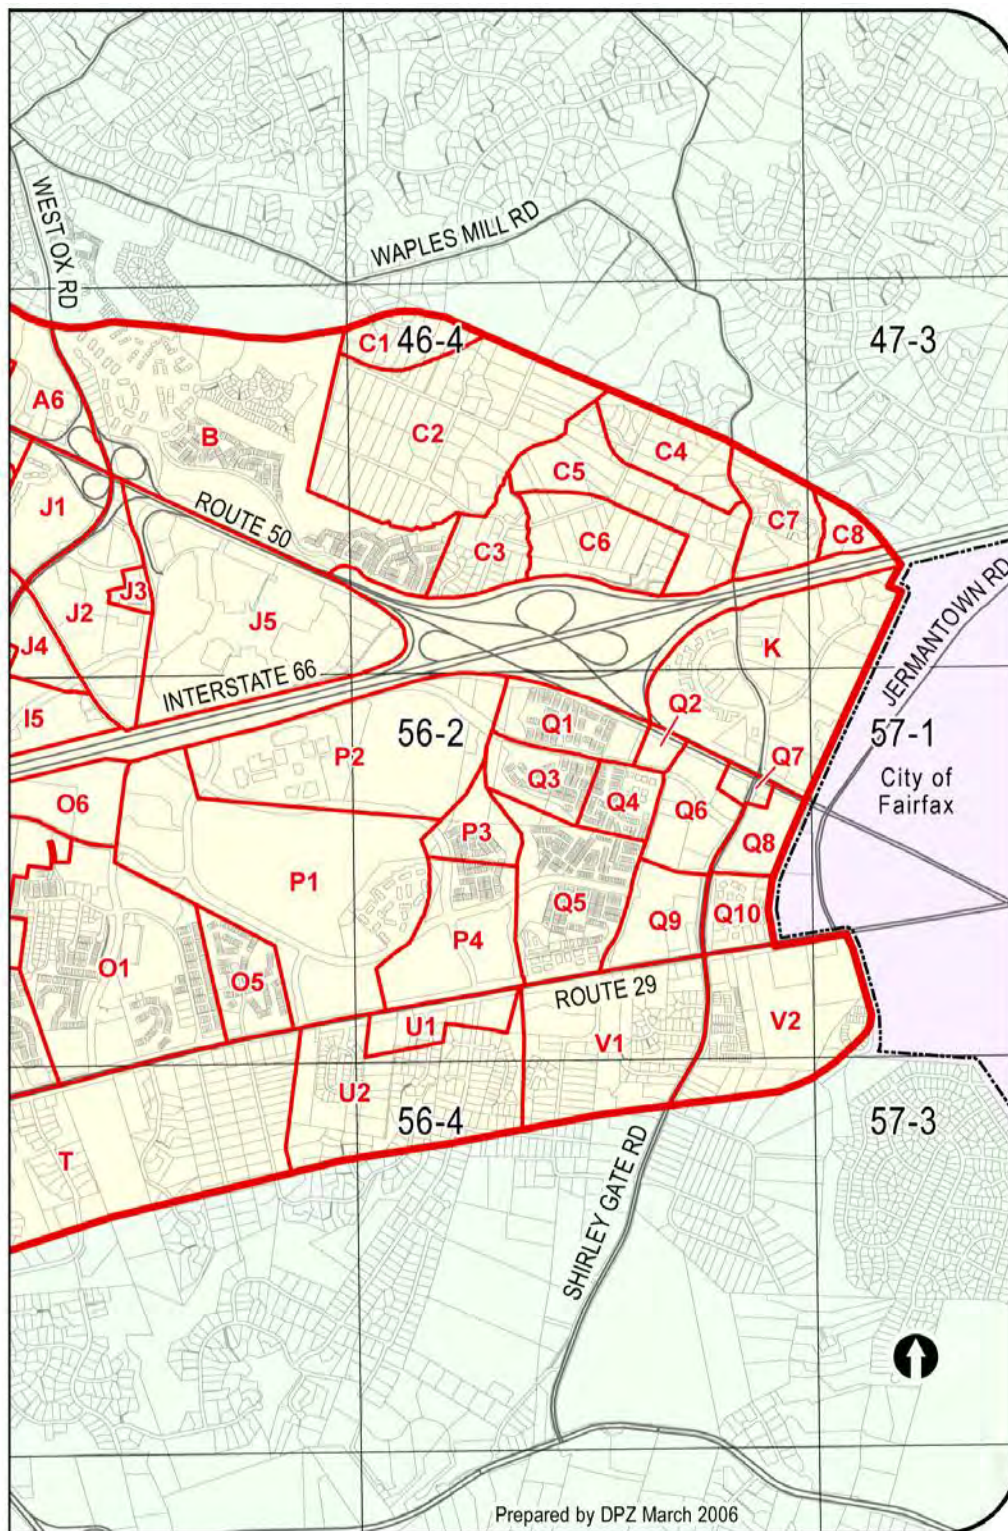 WEST OX RD
WAPLES MILL RD
C1
46-4
47-3
A6
B
C2
C4
C5
J1
ROUTE 50
C7
C8
C3
C6
J3
J2
J5
JERMANTOWN RD
J4
K
INTERSTATE 66
I5
Q2
Q1
56-2
57-1
P2
Q7
City of
Fairfax
Q3
Q4
O6
Q6
P3
Q8
P1
Q5
Q9
Q10
P4
O1
O5
ROUTE 29
U1
V1
V2
U2
56-4
57-3
T
SHIRLEY GATE RD
Prepared by DPZ March 2006